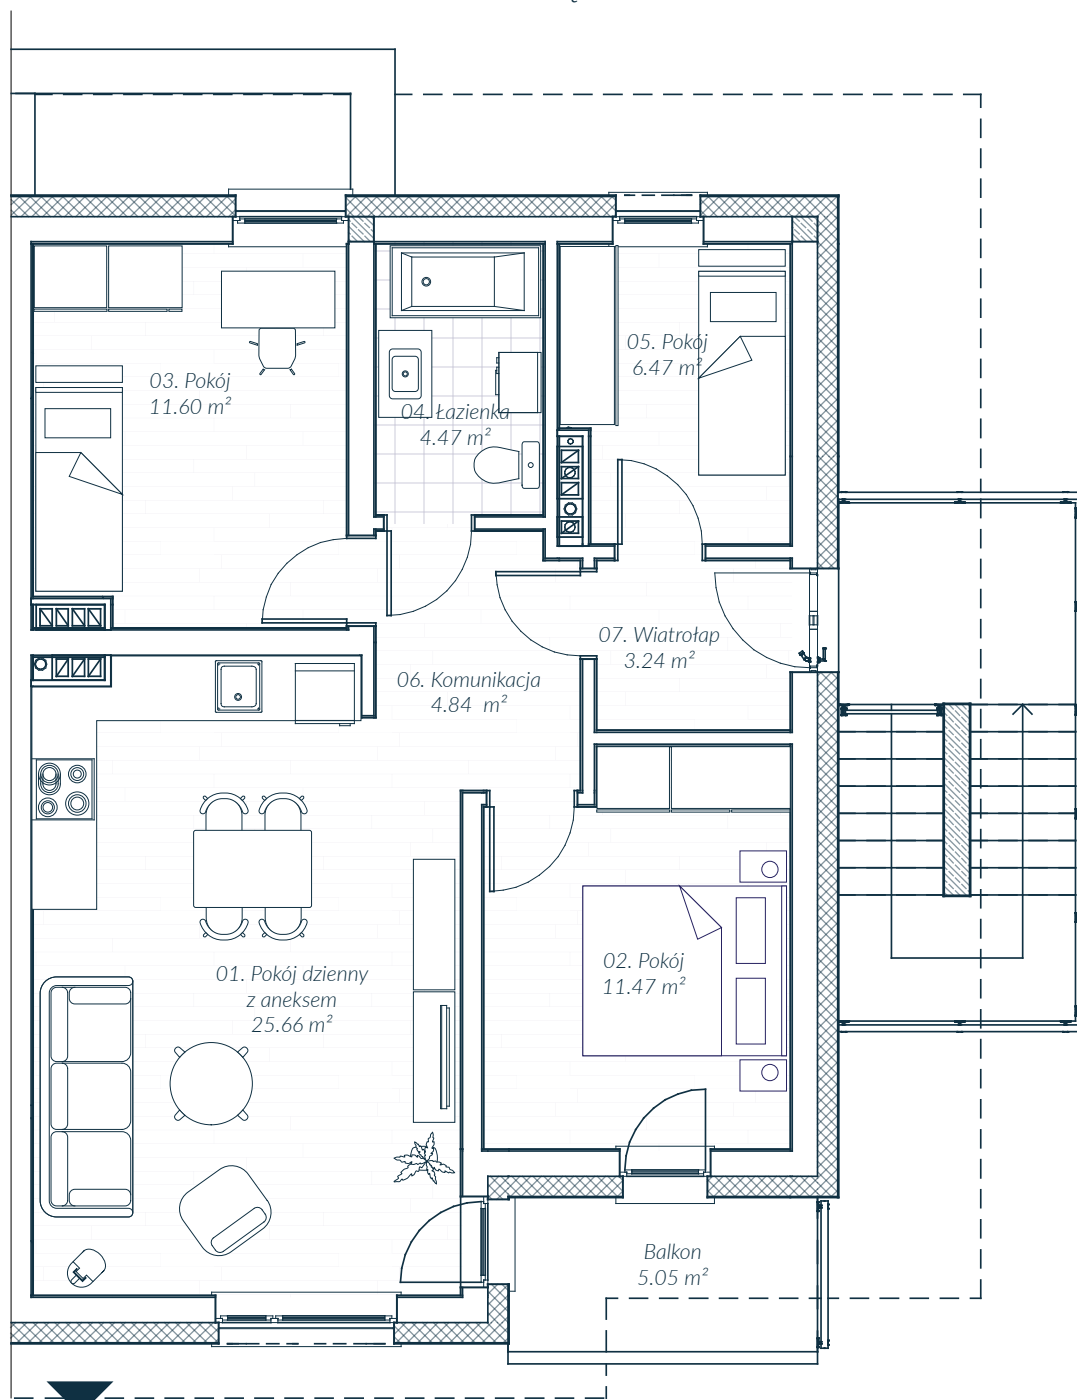 03. Pokój
11.60 m²
04. Łazienka
4.47 m²
05. Pokój
6.47 m²
07. Wiatrołap
3.24 m²
06. Komunikacja
4.84 m²
01. Pokój dzienny
z aneksem
25.66 m²
02. Pokój
11.47 m²
Balkon
5.05 m²